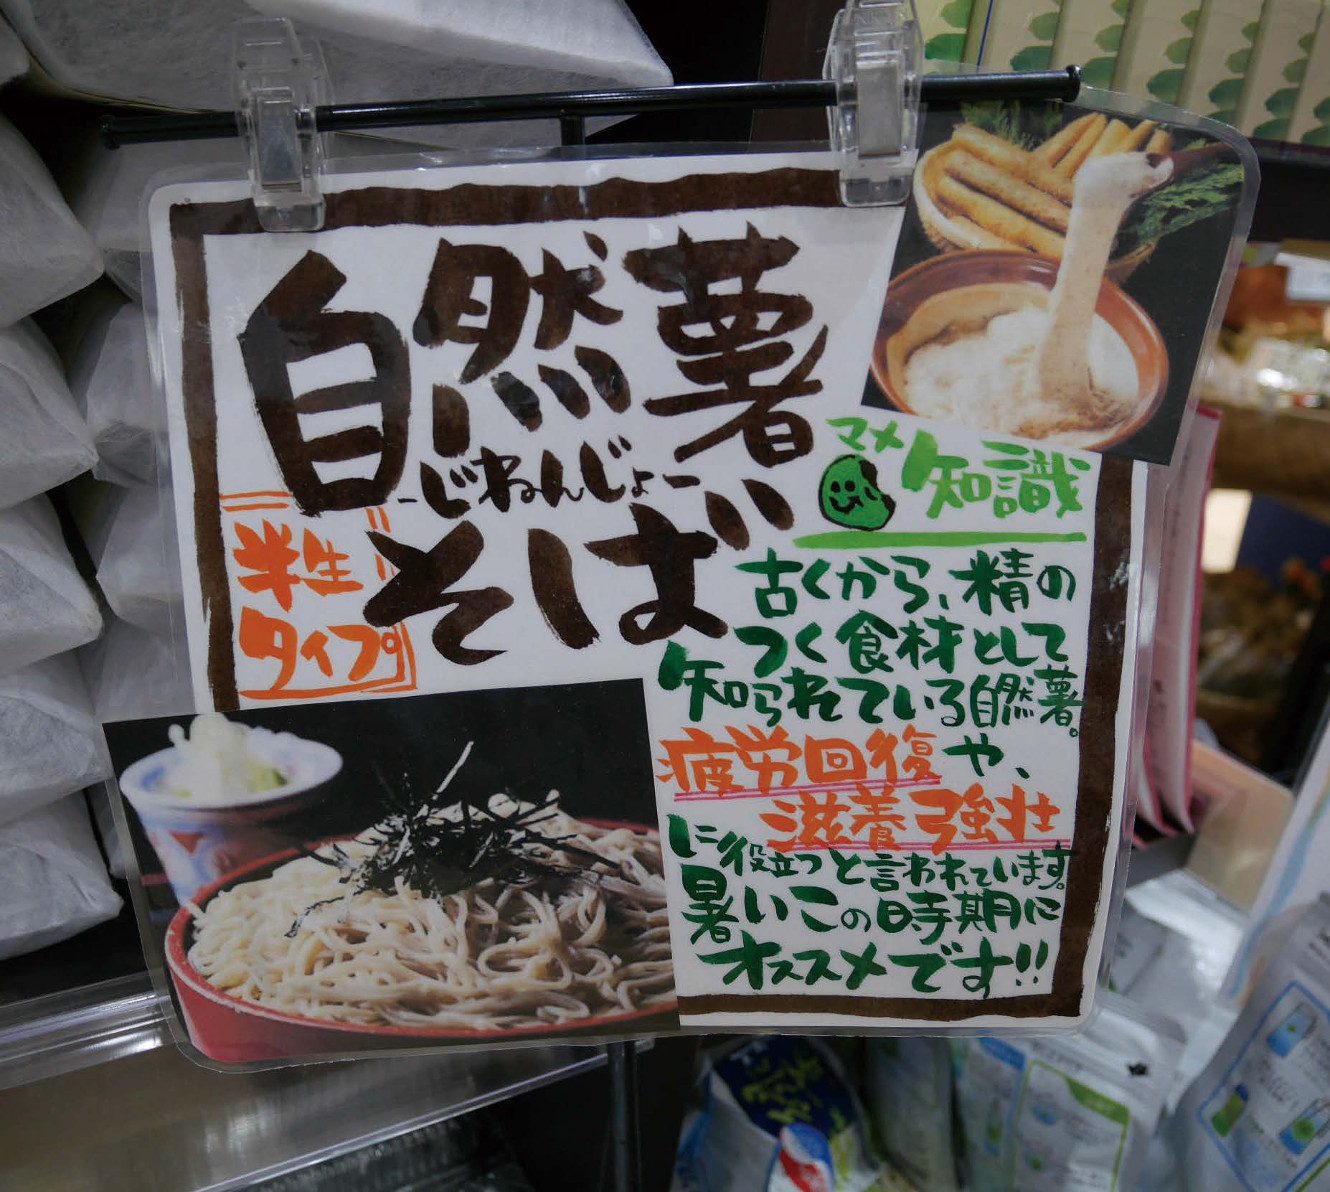 自然薯
-じねんじょ-
そば
半生
タイプ
マメ知識
古くから、精の
つく食材として
知られている自然薯。
疲労回復や、
滋養強壮
に役立つと言われています。
暑いこの時期に
オススメです!!